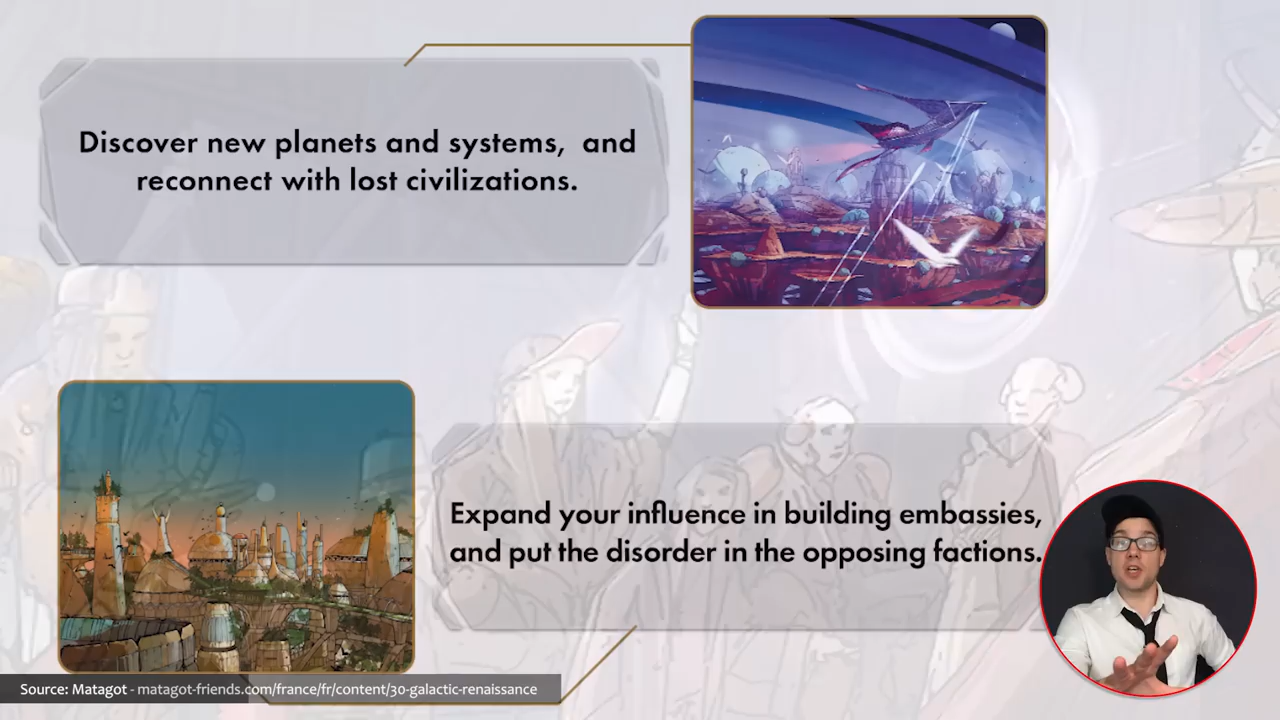 Discover new planets and systems, and
reconnect with lost civilizations.
Expand your influence in building embassies,
and put the disorder in the opposing factions.
Source: Matagot - matagot-friends.com/france/fr/content/30-galactic-renaissance